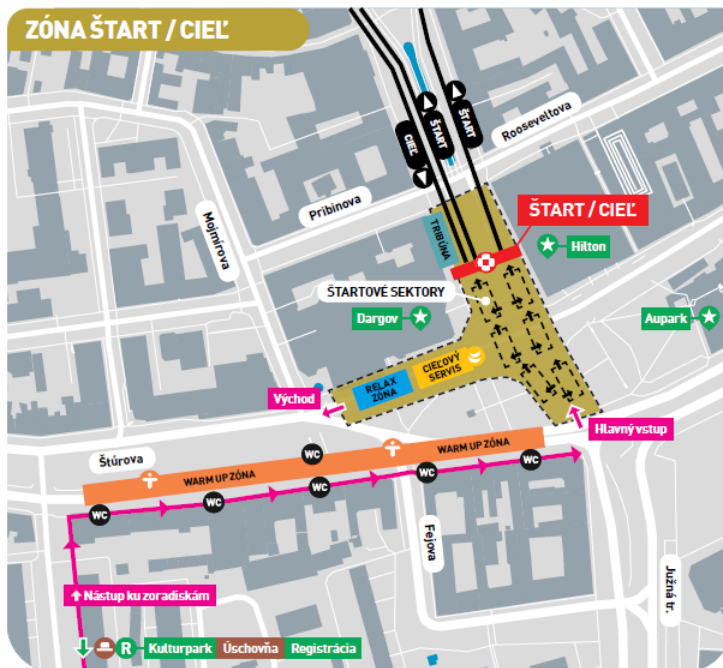 ZÓNA ŠTART / CIEĽ
CIEĽ
ŠTART
ŠTART
Rooseveltova
Pribinova
Mojmírova
TRIBÚNA
ŠTART / CIEĽ
Hilton
ŠTARTOVÉ SEKTORY
Dargov
Aupark
CIEĽOVÝ
SERVIS
RELAX
ZÓNA
Východ
Hlavný vstup
Štúrova
WARM UP ZÓNA
WARM UP ZÓNA
WC
WC
WC
WC
WC
WC
Fejova
Južná tr.
Nástup ku zoradiskám
R
Kulturpark
Úschovňa
Registrácia